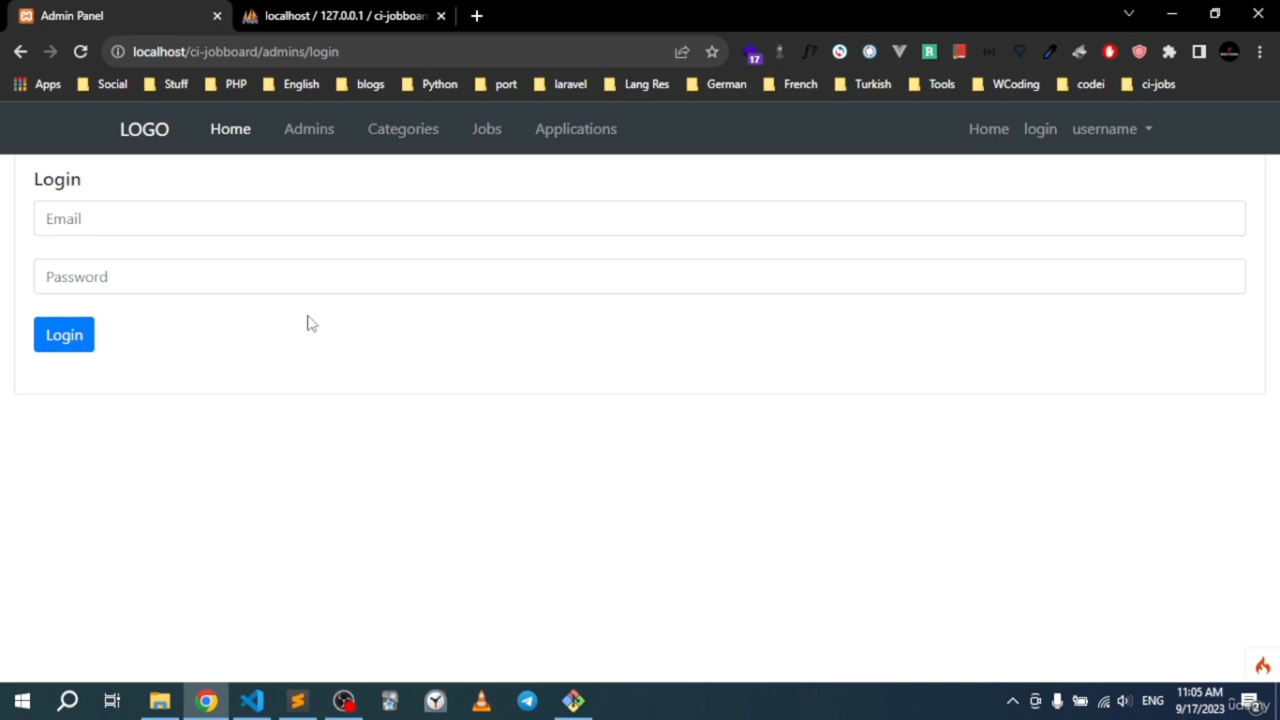 Admin Panel
localhost / 127.0.0.1 / ci-jobboar
localhost/ci-jobboard/admins/login
17
Apps Social Stuff PHP English blogs Python port laravel Lang Res German French Turkish Tools WCoding codei ci-jobs
LOGO Home Admins Categories Jobs Applications Home login username
Login
Email
Password
Login
ENG
11:05 AM
9/17/2023
udemy